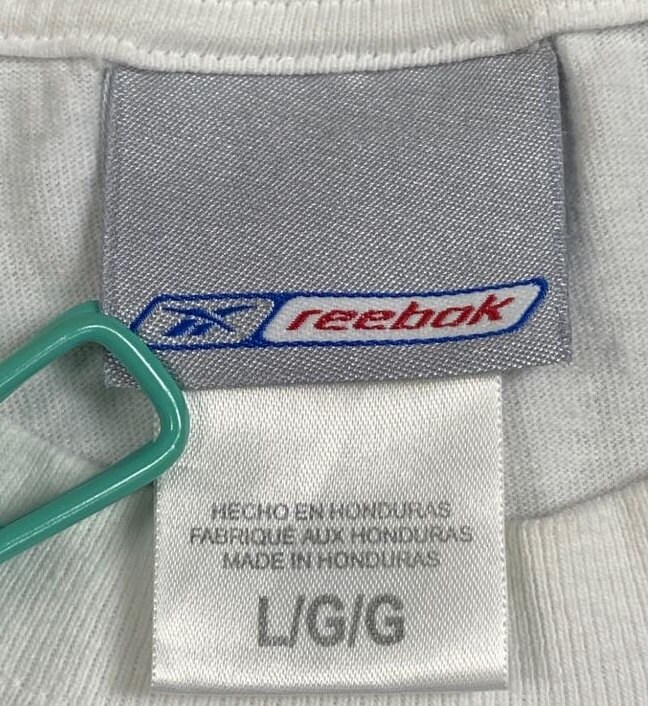 reebok
HECHO EN HONDURAS
FABRIQUÉ AUX HONDURAS
MADE IN HONDURAS
L/G/G